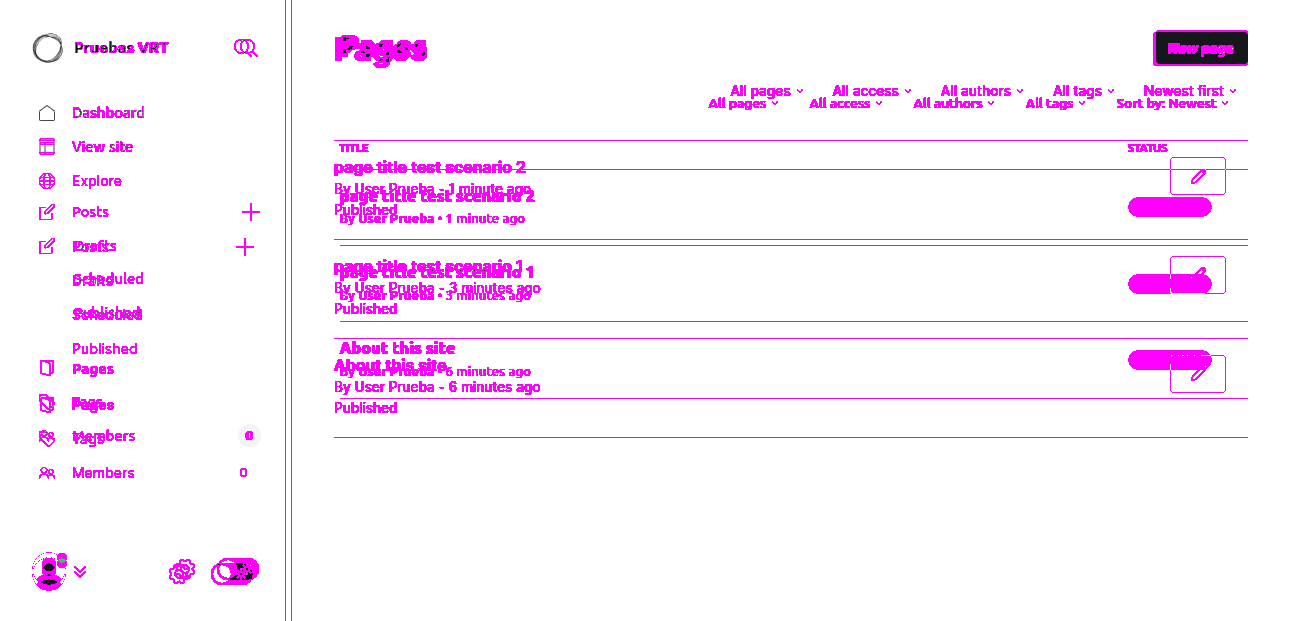 Pruebas VRT
Dashboard
View site
Explore
Posts
Drafts
Posts
Scheduled
Drafts
Published
Scheduled
Published
Pages
Tags
Pages
Members 0
Tags
Members 0
Pages
New page
All pages All access All authors All tags Newest first
All pages All access All authors All tags Sort by: Newest
TITLE STATUS
page title test scenario 2
By User Prueba - 1 minute ago
page title test scenario 2
Published
By User Prueba • 1 minute ago
page title test scenario 1
page title test scenario 1
By User Prueba - 3 minutes ago
By User Prueba • 3 minutes ago
Published
About this site
About this site
By User Prueba • 6 minutes ago
By User Prueba - 6 minutes ago
Published